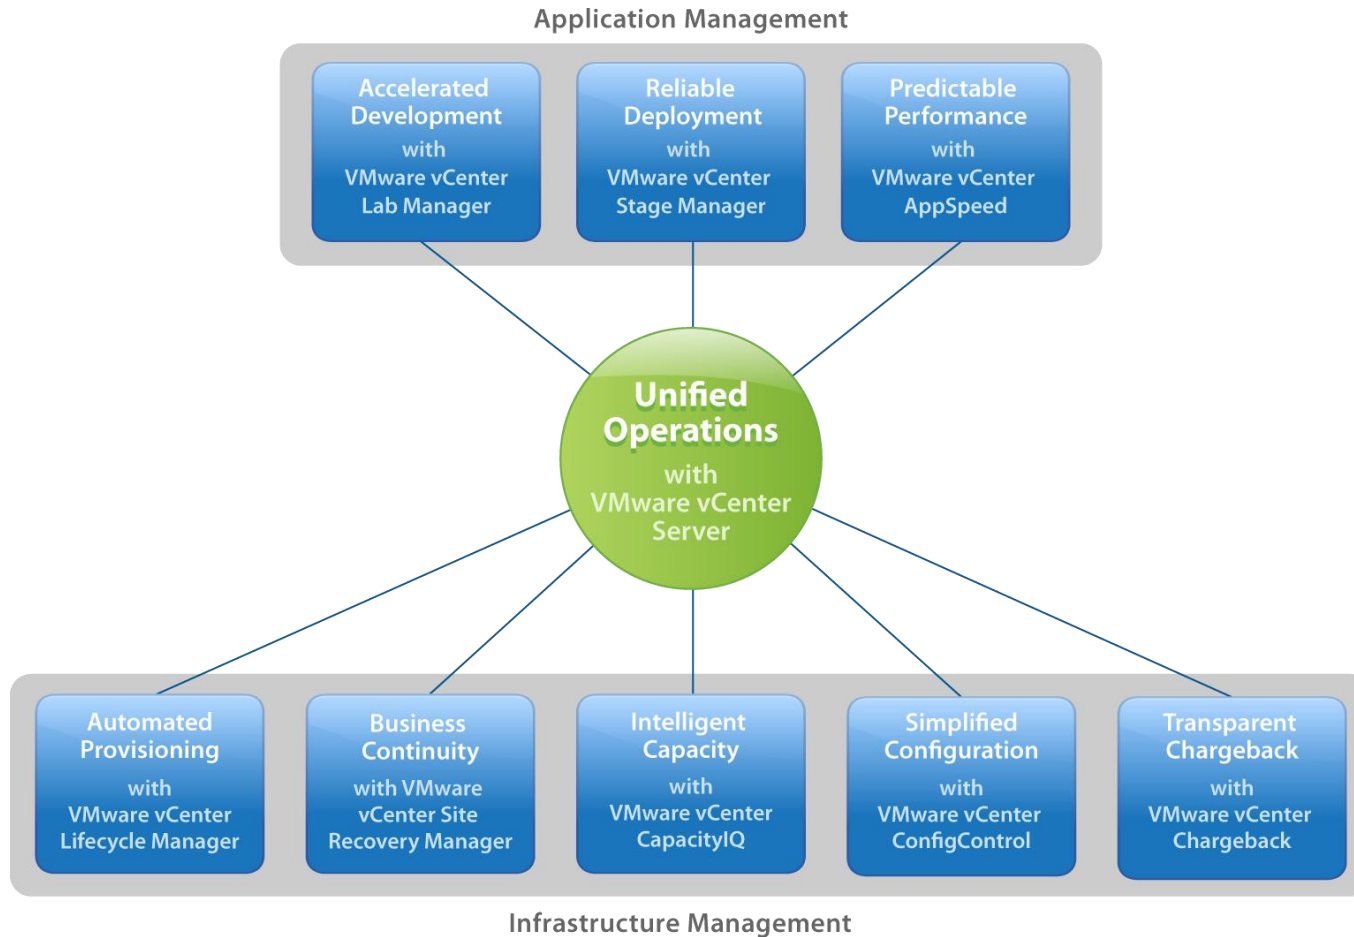 Application Management
Accelerated
Development
with
VMware vCenter
Lab Manager
Reliable
Deployment
with
VMware vCenter
Stage Manager
Predictable
Performance
with
VMware vCenter
AppSpeed
Unified
Operations
with
VMware vCenter
Server
Automated
Provisioning
with
VMware vCenter
Lifecycle Manager
Business
Continuity
with VMware
vCenter Site
Recovery Manager
Intelligent
Capacity
with
VMware vCenter
CapacityIQ
Simplified
Configuration
with
VMware vCenter
ConfigControl
Transparent
Chargeback
with
VMware vCenter
Chargeback
Infrastructure Management